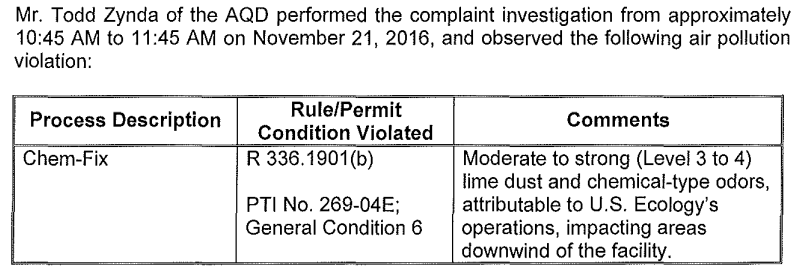 Mr. Todd Zynda of the AQD performed the complaint investigation from approximately
10:45 AM to 11:45 AM on November 21, 2016, and observed the following air pollution
violation:
Process Description
Rule/Permit
Condition Violated
Comments
Chem-Fix
R 336.1901(b)
PTI No. 269-04E;
General Condition 6
Moderate to strong (Level 3 to 4)
lime dust and chemical-type odors,
attributable to U.S. Ecology's
operations, impacting areas
downwind of the facility.